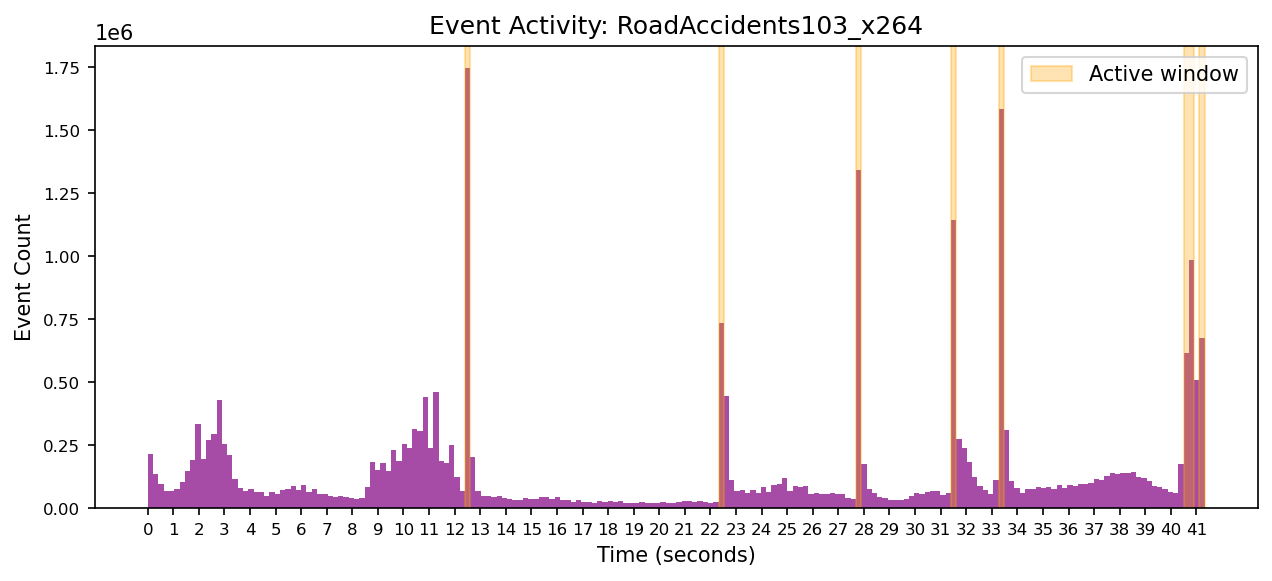 Event Activity: RoadAccidents103_x264
1e6
Active window
1.75
1.50
1.25
1.00
0.75
0.50
0.25
0.00
Event Count
0 1 2 3 4 5 6 7 8 9 10 11 12 13 14 15 16 17 18 19 20 21 22 23 24 25 26 27 28 29 30 31 32 33 34 35 36 37 38 39 40 41
Time (seconds)